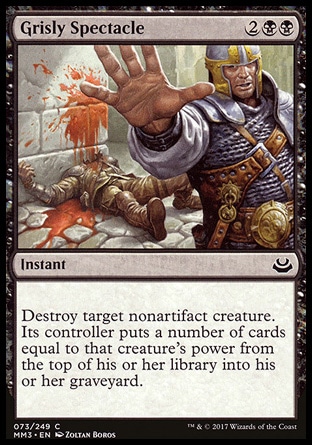 Grisly Spectacle 2
Instant
Destroy target nonartifact creature.
Its controller puts a number of cards
equal to that creature's power from
the top of his or her library into his
or her graveyard.
073/249 C
MM3 • EN Zoltan Boros
™ & © 2017 Wizards of the Coast